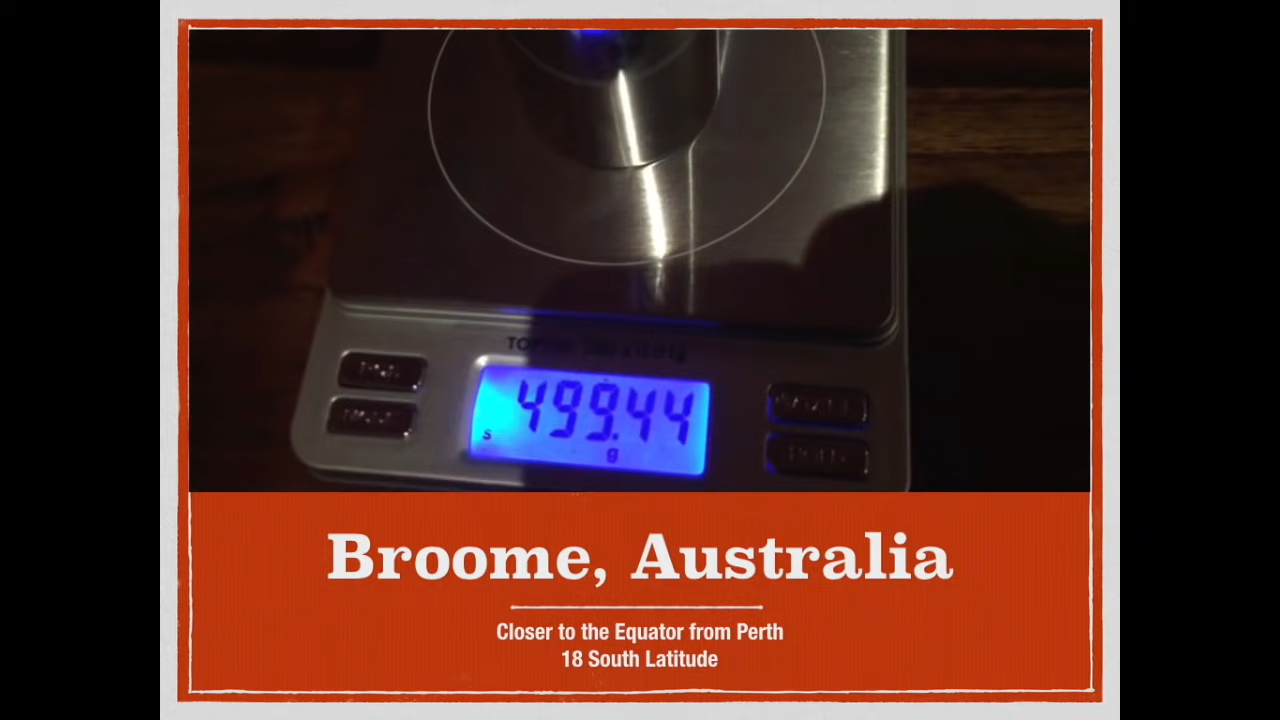 499.44
s
g
Broome, Australia
Closer to the Equator from Perth
18 South Latitude